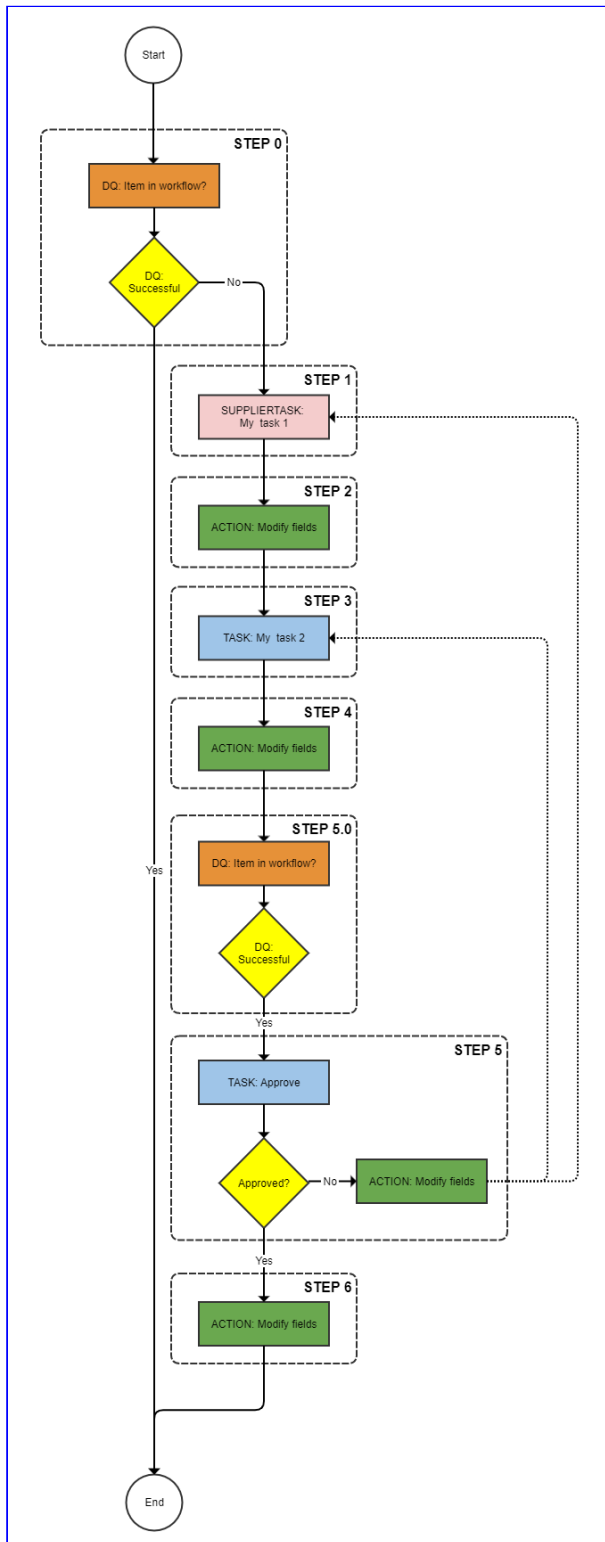 Start
STEP 0
DQ: Item in workflow?
DQ:
Successful
No
STEP 1
SUPPLIERTASK:
My task 1
STEP 2
ACTION: Modify fields
STEP 3
TASK: My task 2
STEP 4
ACTION: Modify fields
STEP 5.0
DQ: Item in workflow?
Yes
DQ:
Successful
Yes
STEP 5
TASK: Approve
Approved?
No
ACTION: Modify fields
Yes
STEP 6
ACTION: Modify fields
End